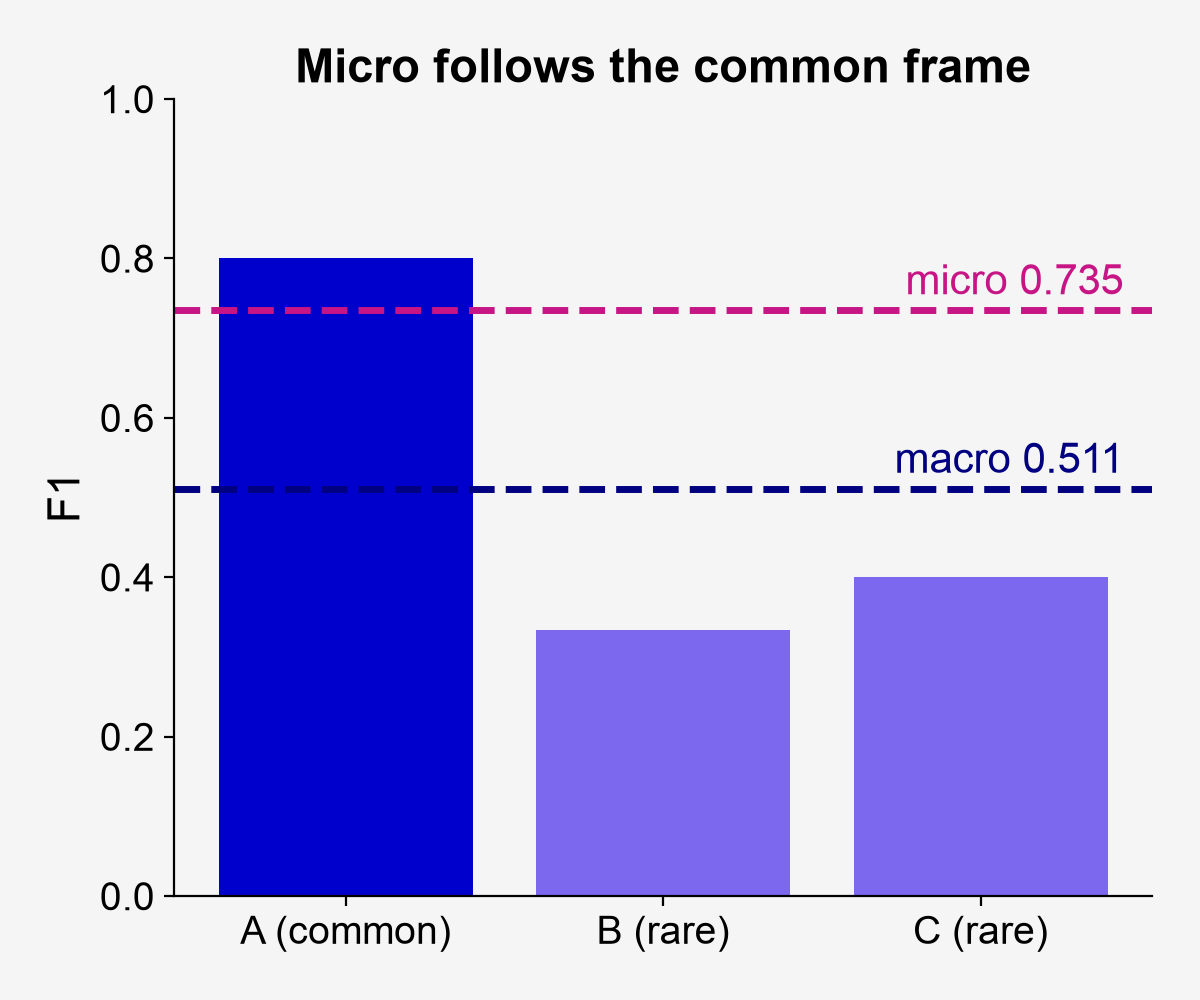 Micro follows the common frame
1.0
0.8
0.6
0.4
0.2
0.0
F1
micro 0.735
macro 0.511
A (common)
B (rare)
C (rare)